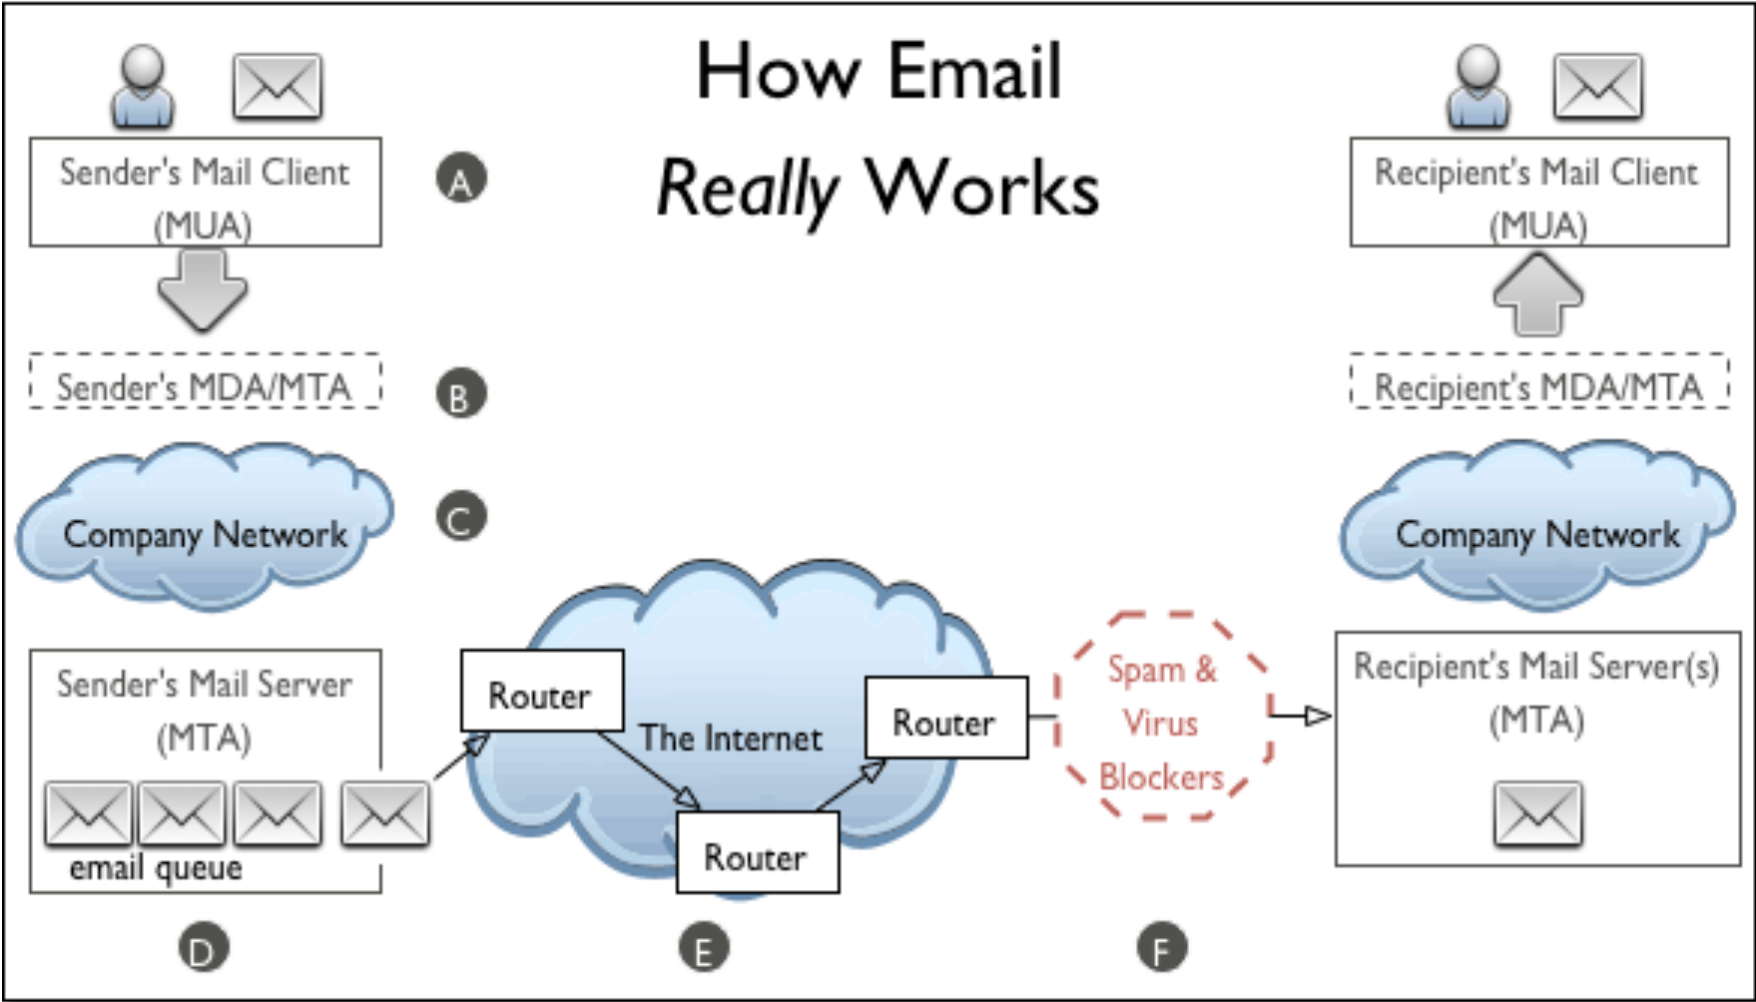 How Email
Really Works
Sender's Mail Client
(MUA)
A
Sender's MDA/MTA
B
Company Network
C
Sender's Mail Server
(MTA)
email queue
D
Router
The Internet
Router
Router
E
Spam &
Virus
Blockers
F
Recipient's Mail Client
(MUA)
Recipient's MDA/MTA
Company Network
Recipient's Mail Server(s)
(MTA)